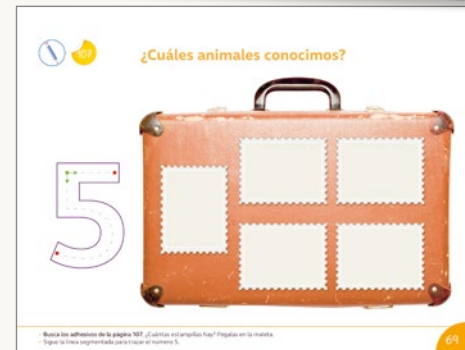 107
¿Cuáles animales conocimos?
5
- Busca los adhesivos de la página 107. ¿Cuántas estampillas hay? Pégalas en la maleta.
- Sigue la línea segmentada para trazar el número 5.
69